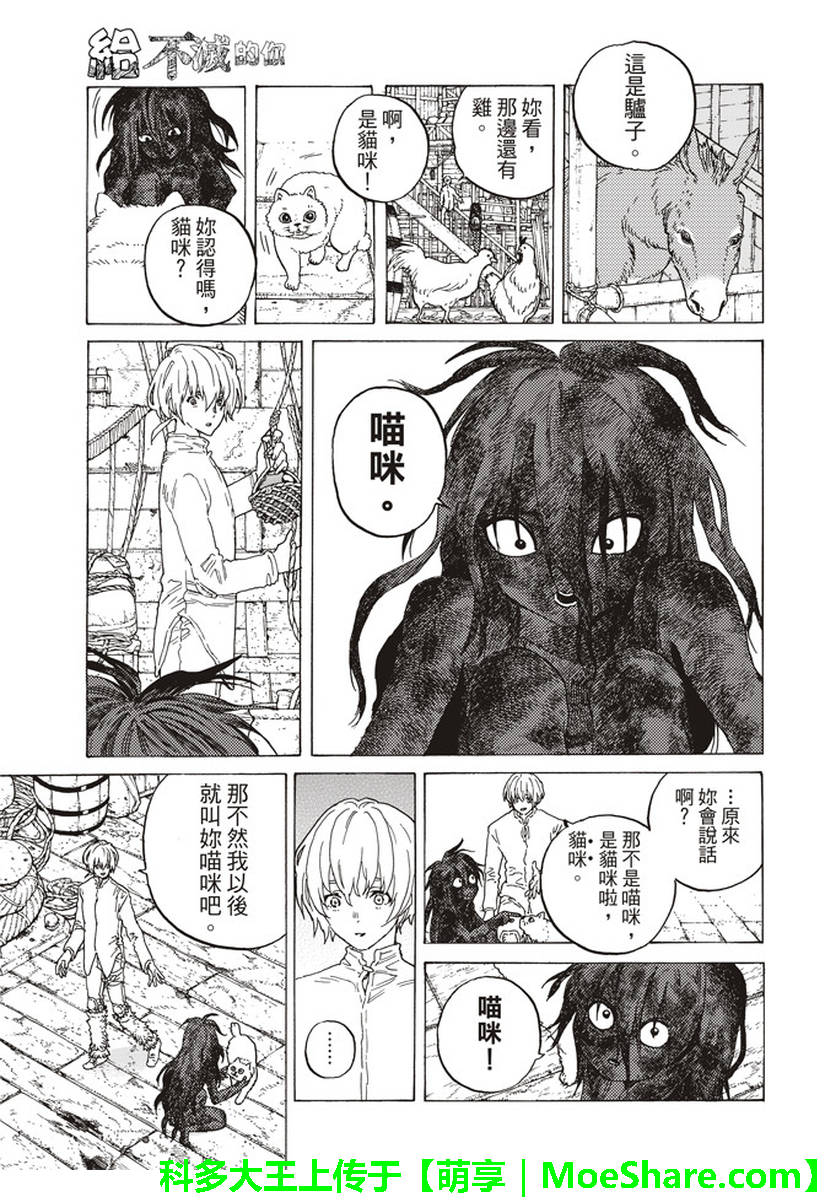 給不滅的你
這是驢子。
妳看，
那邊還有
雞。
啊，
是貓咪！
妳認得嗎，
貓咪？
喵咪。
…原來
妳會說話
啊？
那不是喵咪，
是貓咪啦，
貓咪。
喵咪！
……
那不然我以後
就叫妳喵咪吧。
科多大王上传于【萌享】｜MoeShare.com】